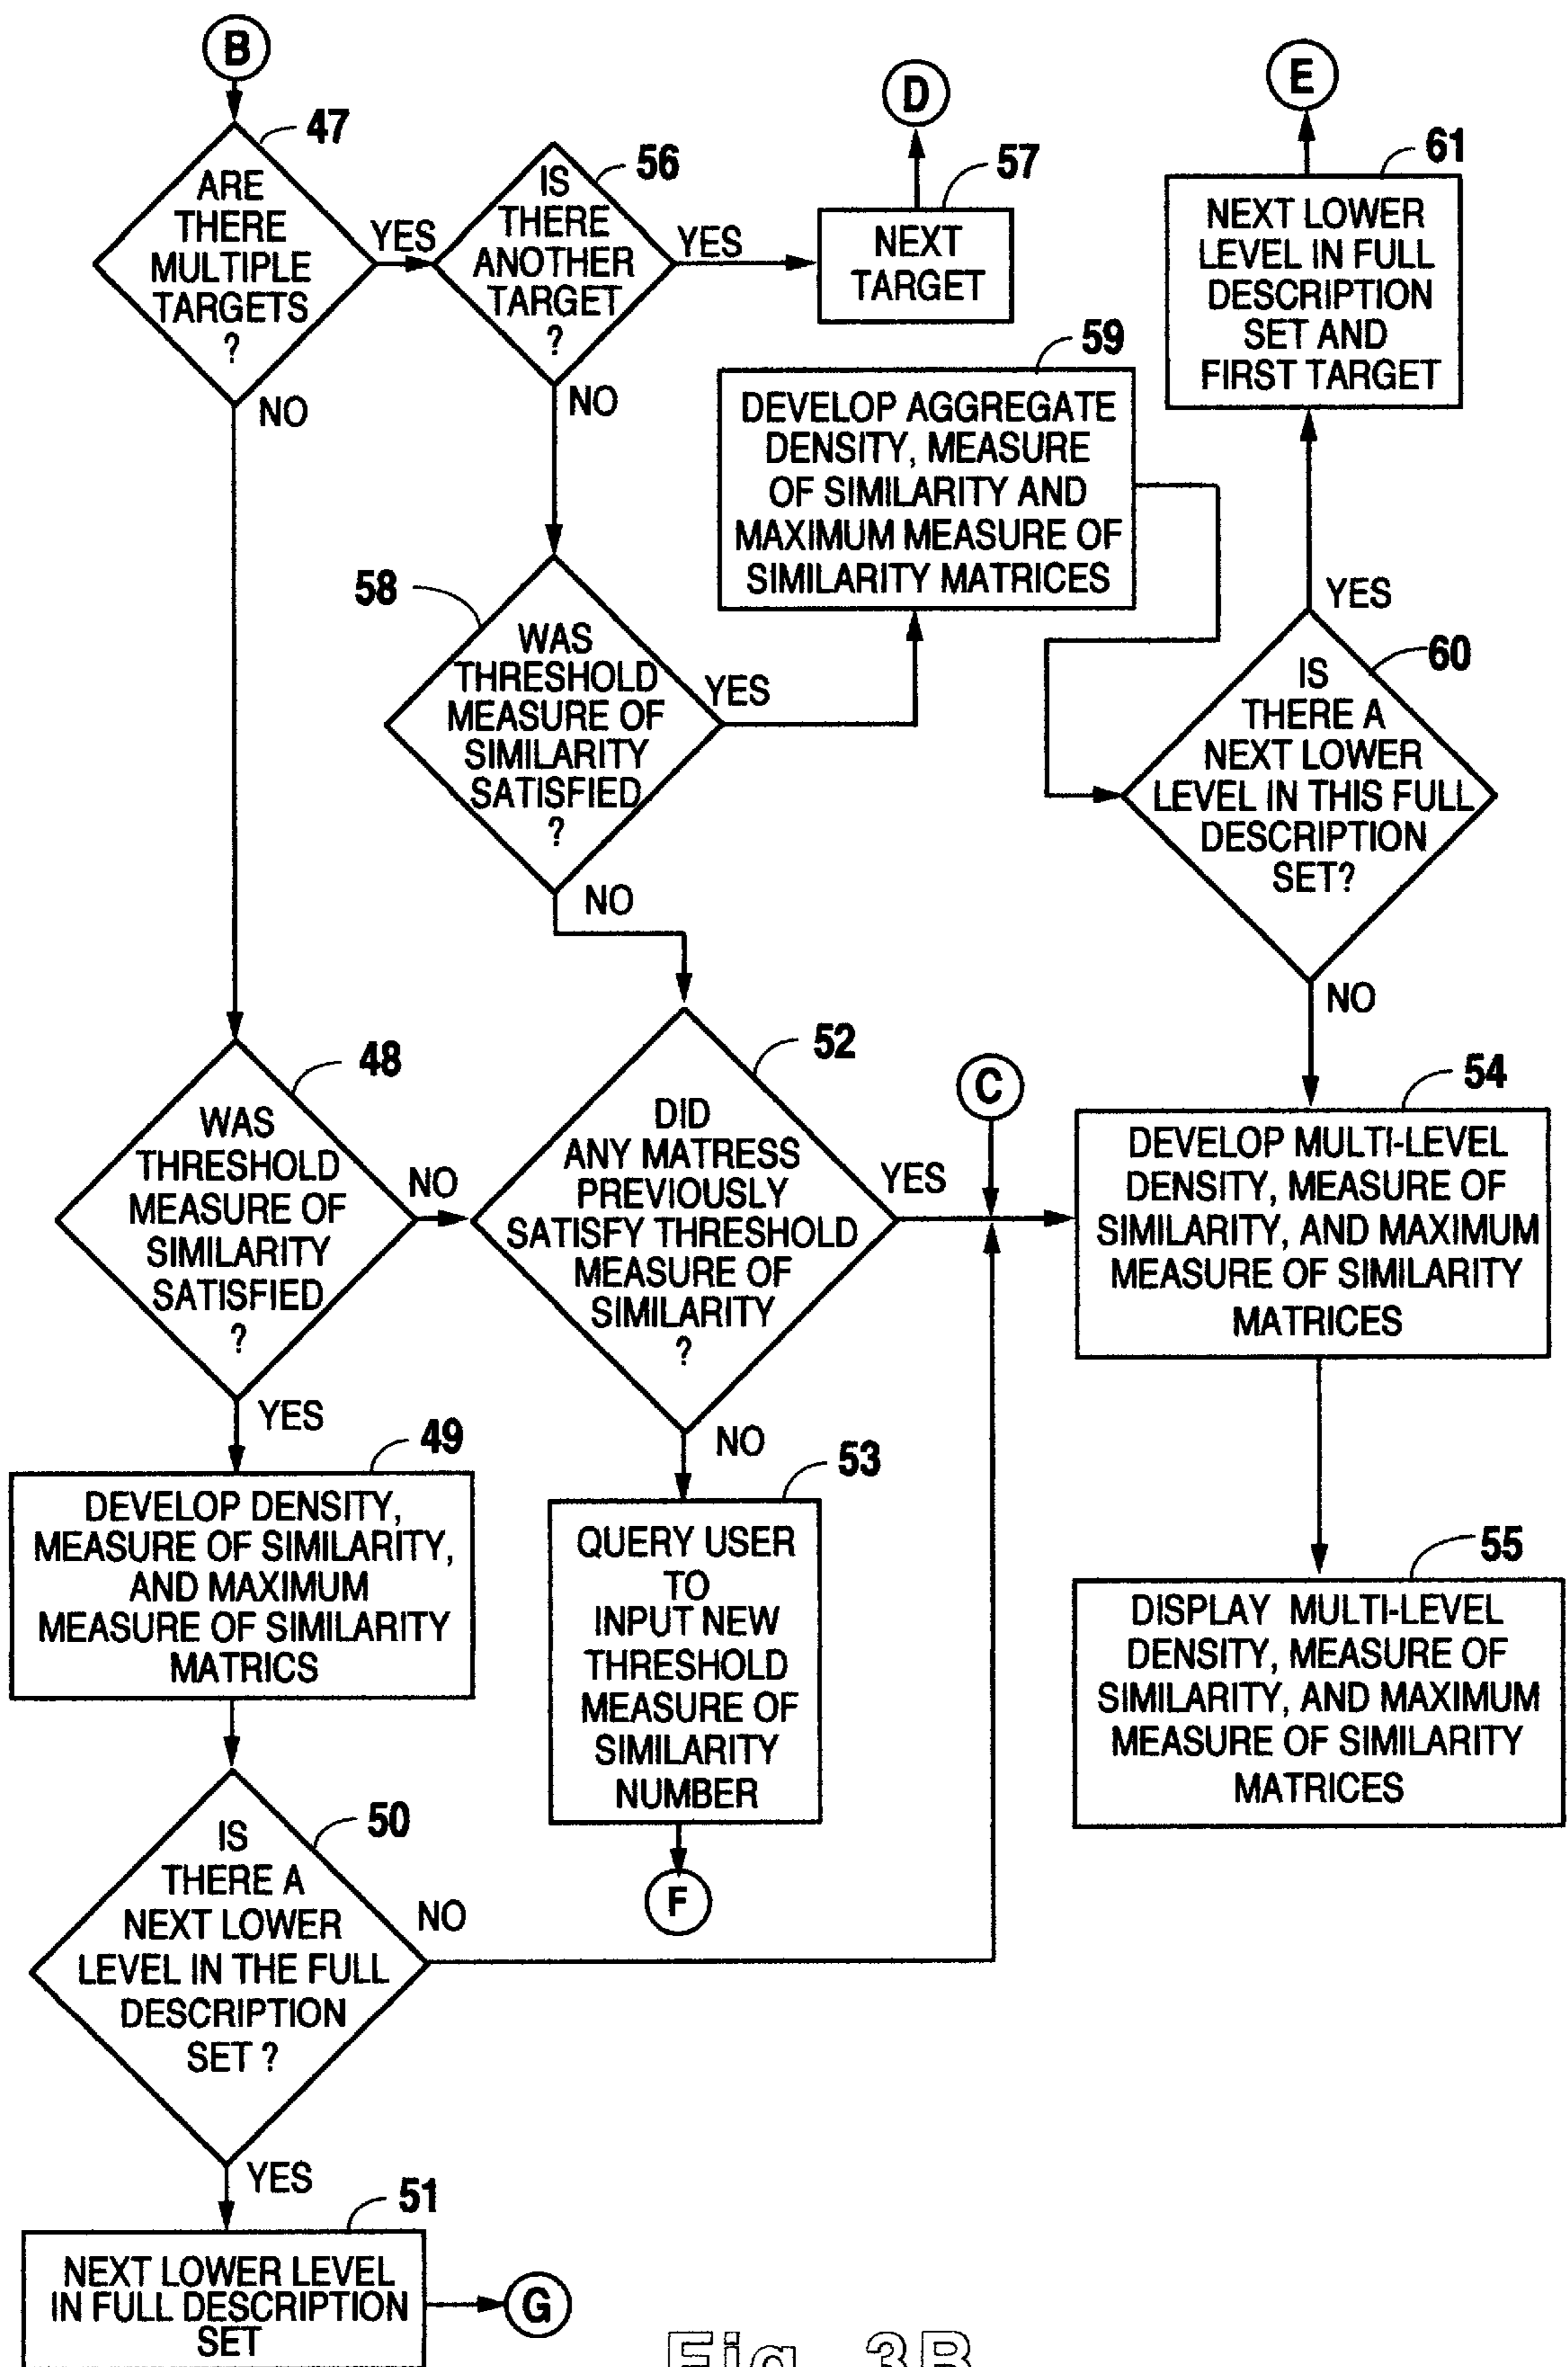 B
47
ARE
THERE
MULTIPLE
TARGETS
?
YES
NO
56
IS
THERE
ANOTHER
TARGET
?
YES
NO
D
57
NEXT
TARGET
E
61
NEXT LOWER
LEVEL IN FULL
DESCRIPTION
SET AND
FIRST TARGET
59
DEVELOP AGGREGATE
DENSITY, MEASURE
OF SIMILARITY AND
MAXIMUM MEASURE OF
SIMILARITY MATRICES
58
WAS
THRESHOLD
MEASURE OF
SIMILARITY
SATISFIED
?
YES
NO
YES
60
IS
THERE A
NEXT LOWER
LEVEL IN THIS FULL
DESCRIPTION
SET?
NO
48
WAS
THRESHOLD
MEASURE OF
SIMILARITY
SATISFIED
?
NO
YES
52
DID
ANY MATRESS
PREVIOUSLY
SATISFY THRESHOLD
MEASURE OF
SIMILARITY
?
YES
NO
C
54
DEVELOP MULTI-LEVEL
DENSITY, MEASURE OF
SIMILARITY, AND MAXIMUM
MEASURE OF SIMILARITY
MATRICES
49
DEVELOP DENSITY,
MEASURE OF SIMILARITY,
AND MAXIMUM
MEASURE OF SIMILARITY
MATRICS
53
QUERY USER
TO
INPUT NEW
THRESHOLD
MEASURE OF
SIMILARITY
NUMBER
F
55
DISPLAY MULTI-LEVEL
DENSITY, MEASURE OF
SIMILARITY, AND MAXIMUM
MEASURE OF SIMILARITY
MATRICES
50
IS
THERE A
NEXT LOWER
LEVEL IN THE FULL
DESCRIPTION
SET ?
NO
YES
51
NEXT LOWER LEVEL
IN FULL DESCRIPTION
SET
G
Fig. 3B